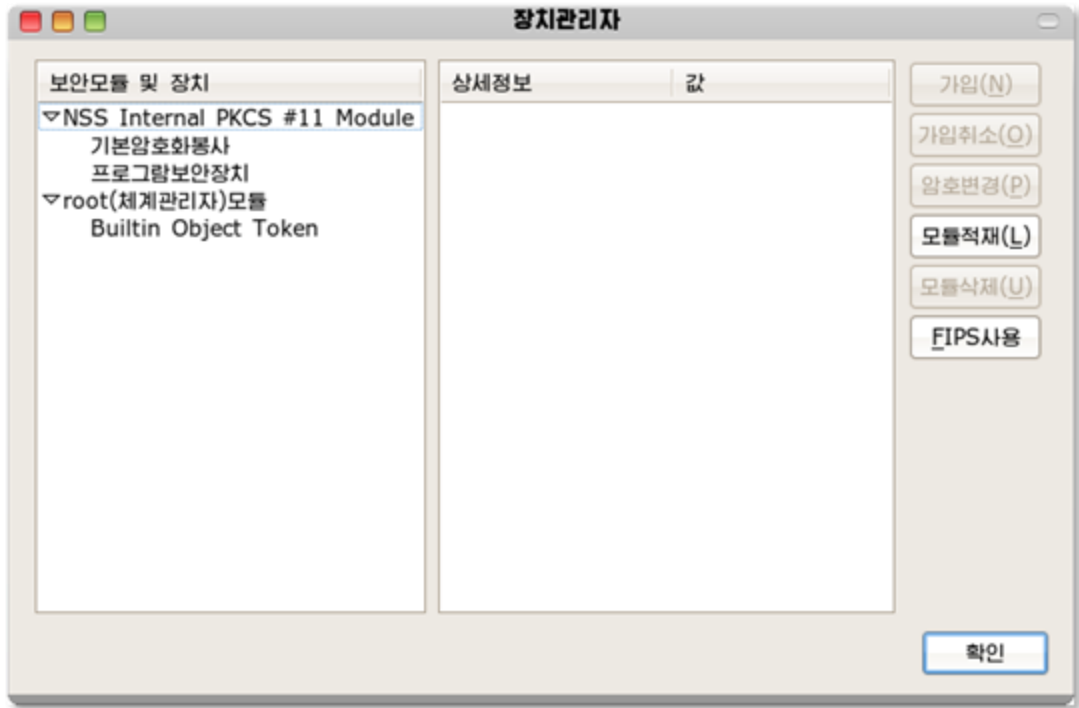 장치관리자
보안모듈 및 장치
NSS Internal PKCS #11 Module
기본암호화봉사
프로그람보안장치
root(체계관리자)모듈
Builtin Object Token
상세정보 값
가입(N)
가입취소(O)
암호변경(P)
모듈적재(L)
모듈삭제(U)
FIPS사용
확인